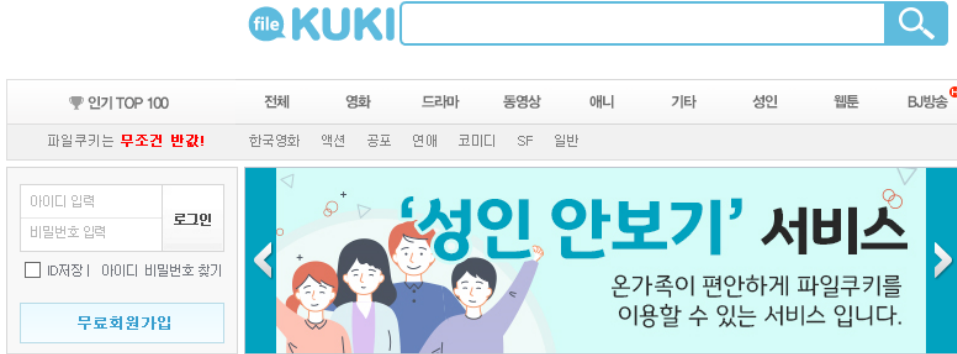 file KUKI
인기 TOP 100 전체 영화 드라마 동영상 애니 기타 성인 웹툰 BJ방송
파일쿠키는 무조건 반값! 한국영화 액션 공포 연애 코미디 SF 일반
아이디 입력
비밀번호 입력
로그인
ID저장 | 아이디 비밀번호 찾기
무료회원가입
'성인 안보기' 서비스
온가족이 편안하게 파일쿠키를
이용할 수 있는 서비스 입니다.